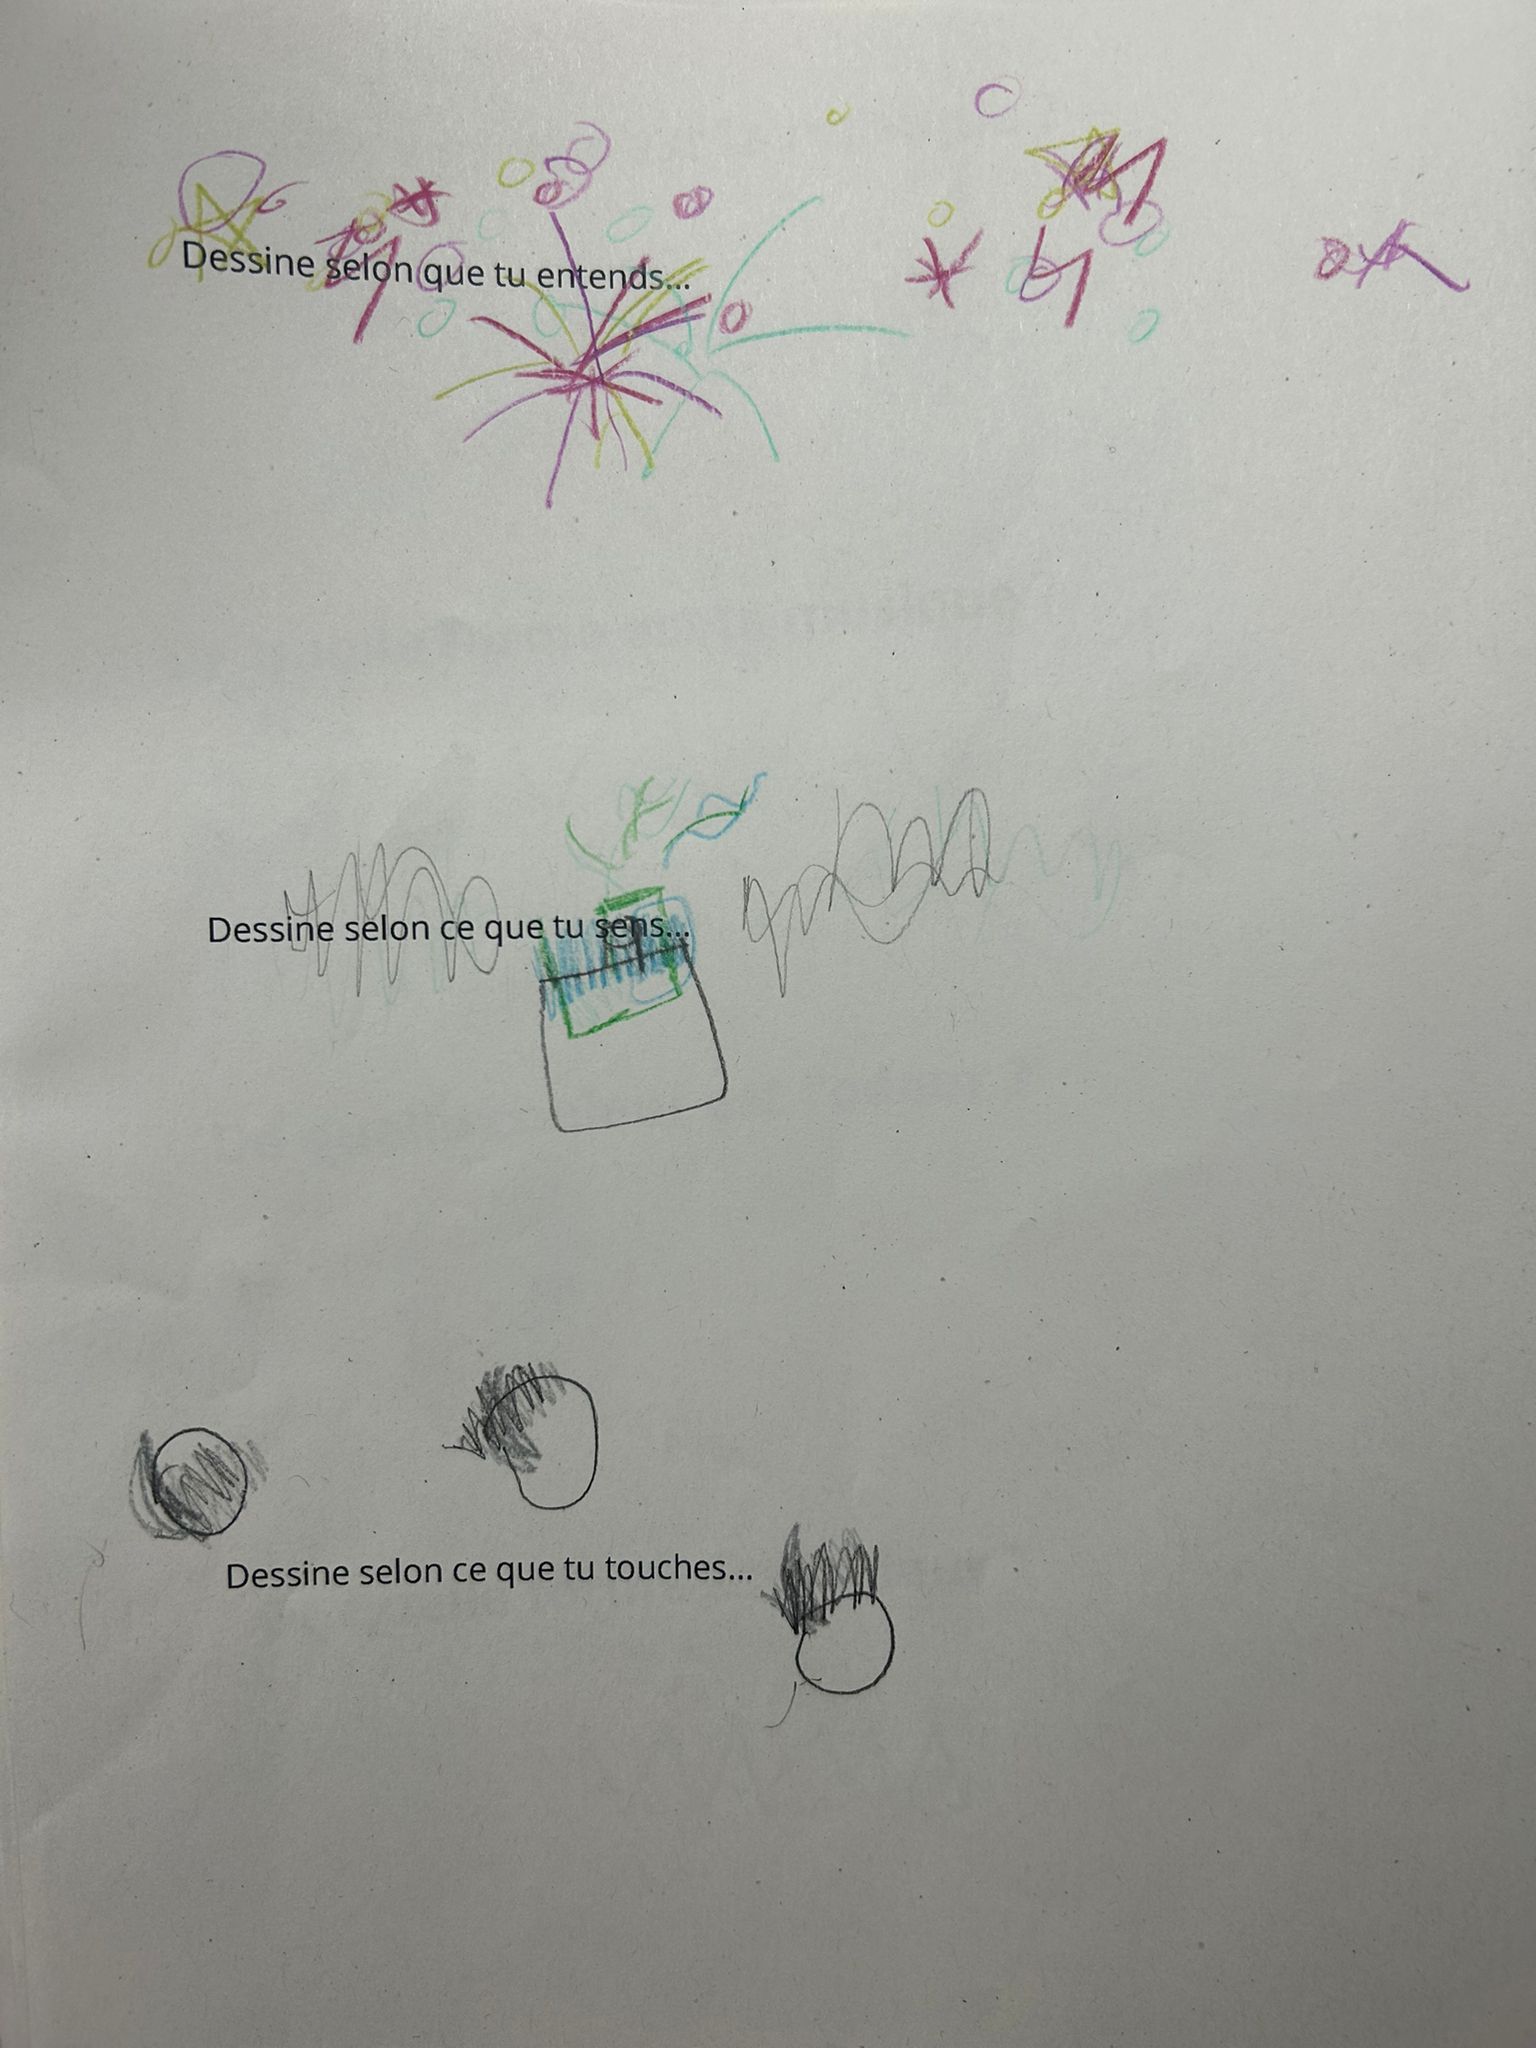 Dessine selon que tu entends...
Dessine selon ce que tu sens...
Dessine selon ce que tu touches...